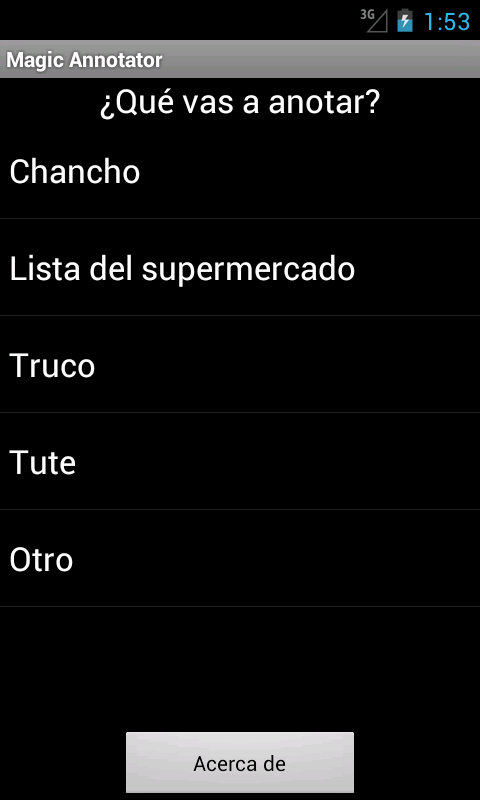 3G 1:53
Magic Annotator
¿Qué vas a anotar?
Chancho
Lista del supermercado
Truco
Tute
Otro
Acerca de